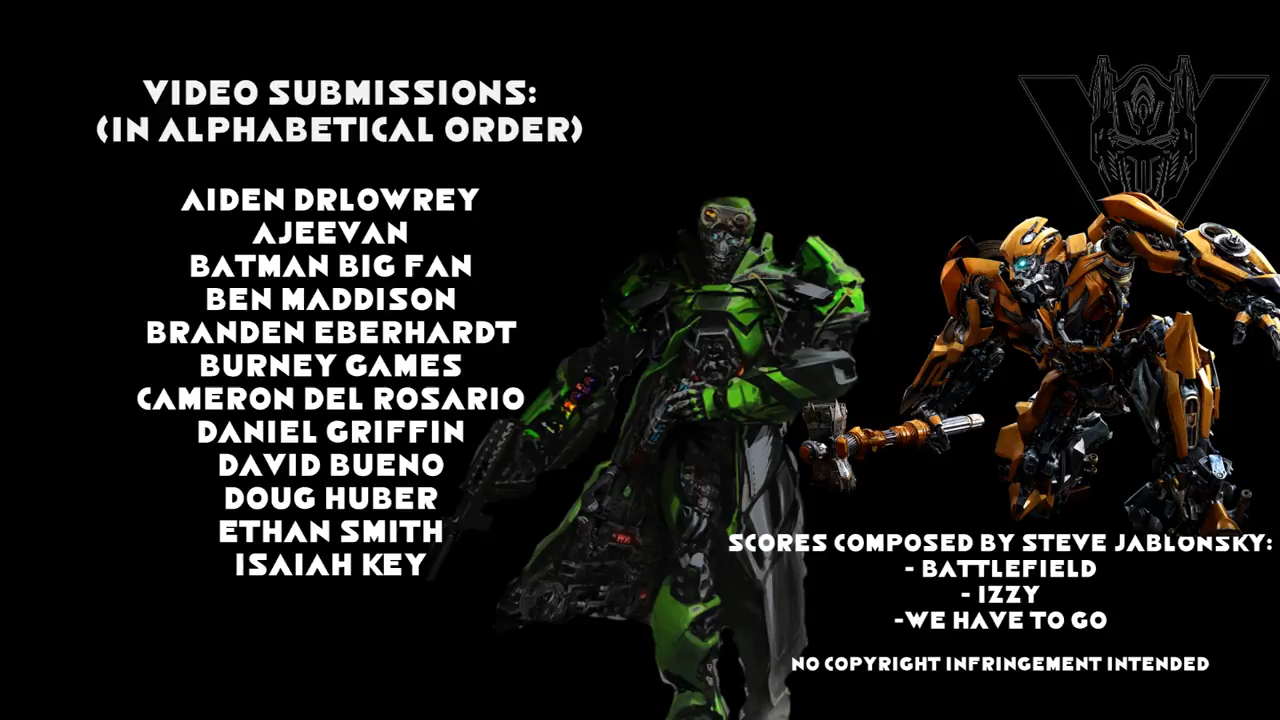 VIDEO SUBMISSIONS:
(IN ALPHABETICAL ORDER)
AIDEN DRLOWREY
AJEEVAN
BATMAN BIG FAN
BEN MADDISON
BRANDEN EBERHARDT
BURNEY GAMES
CAMERON DEL ROSARIO
DANIEL GRIFFIN
DAVID BUENO
DOUG HUBER
ETHAN SMITH
ISAIAH KEY
SCORES COMPOSED BY STEVE JABLONSKY:
- BATTLEFIELD
- IZZY
-WE HAVE TO GO
NO COPYRIGHT INFRINGEMENT INTENDED